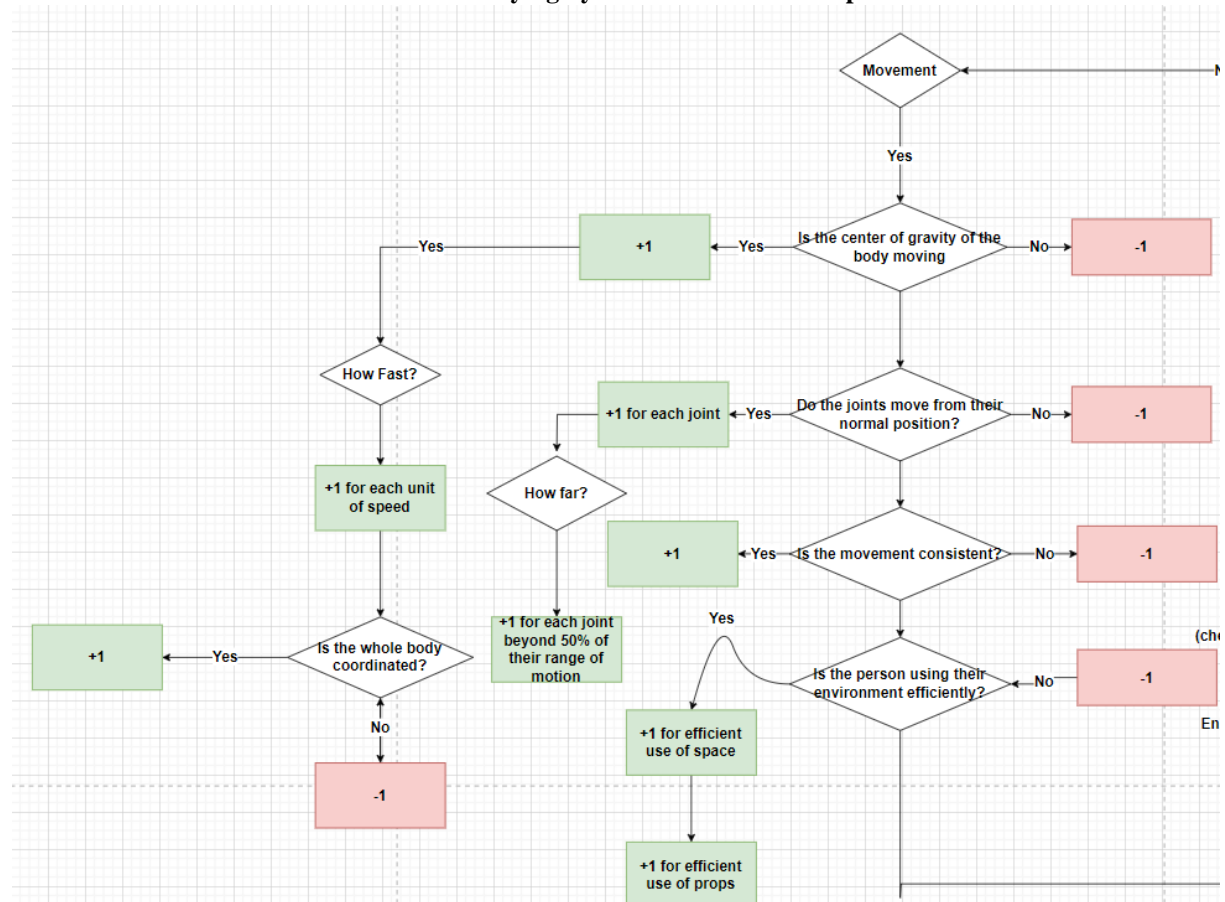 Movement
Yes
Is the center of gravity of the
body moving
Yes
+1
Yes
No
-1
How Fast?
+1 for each joint
Yes
Do the joints move from their
normal position?
No
-1
+1 for each unit
of speed
How far?
+1
Yes
Is the movement consistent?
No
-1
Yes
+1 for each joint
beyond 50% of
their range of
motion
+1
Yes
Is the whole body
coordinated?
Is the person using their
environment efficiently?
No
-1
No
-1
+1 for efficient
use of space
+1 for efficient
use of props